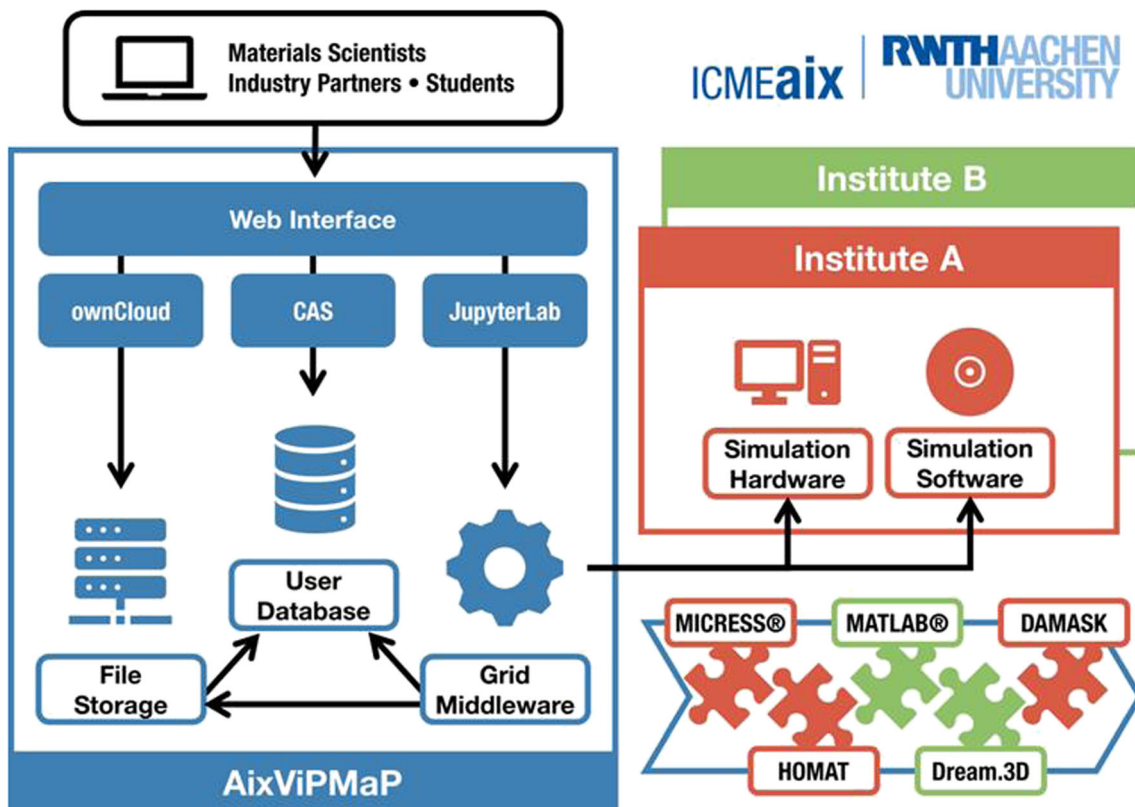 Materials Scientists
Industry Partners • Students
ICMEaix
RWTHAACHEN
UNIVERSITY
Web Interface
ownCloud
CAS
JupyterLab
User
Database
File
Storage
Grid
Middleware
AixViPMaP
Institute B
Institute A
Simulation
Hardware
Simulation
Software
MICRESS®
MATLAB®
DAMASK
HOMAT
Dream.3D